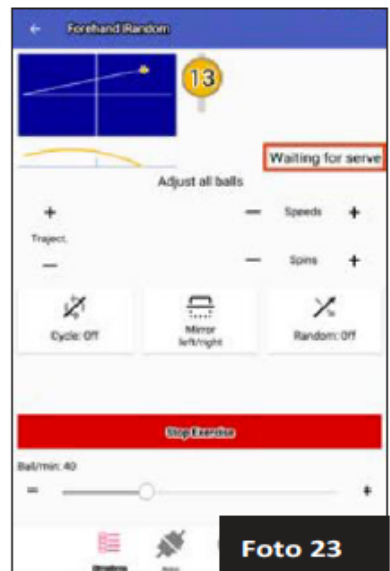 Forehand iRandom
13
Waiting for serve
Adjust all balls
+ — Speeds +
Traject.
— — Spins +
Cycle: Off
Mirror left/right
Random: Off
Stop Exercise
Ball/min: 40
Foto 23